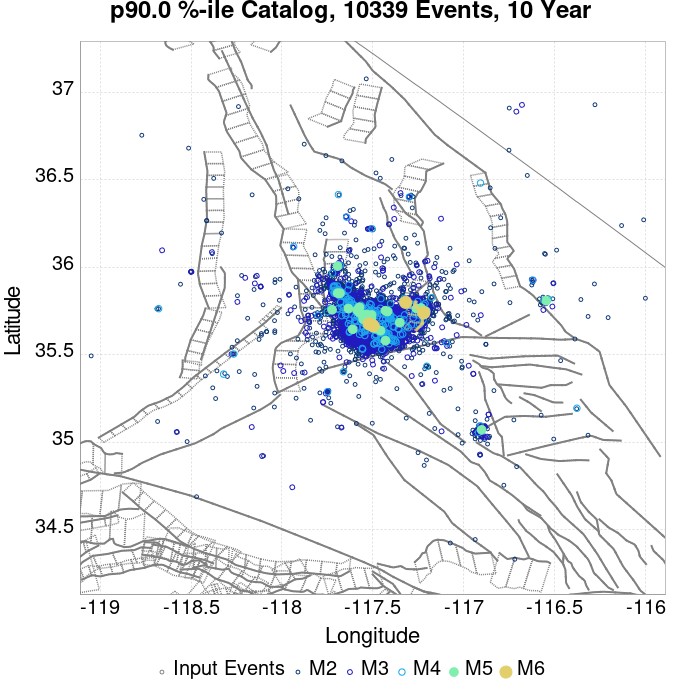 p90.0 %-ile Catalog, 10339 Events, 10 Year
37
36.5
36
35.5
35
34.5
Latitude
-119
-118.5
-118
-117.5
-117
-116.5
-116
Longitude
Input Events
M2
M3
M4
M5
M6